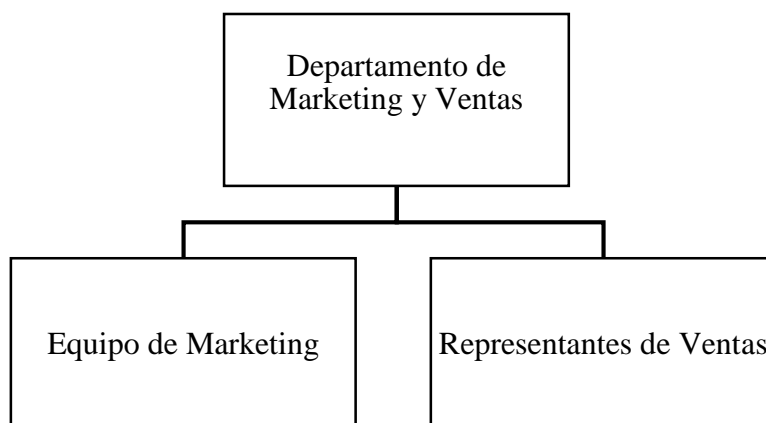 Departamento de
Marketing y Ventas
Equipo de Marketing
Representantes de Ventas